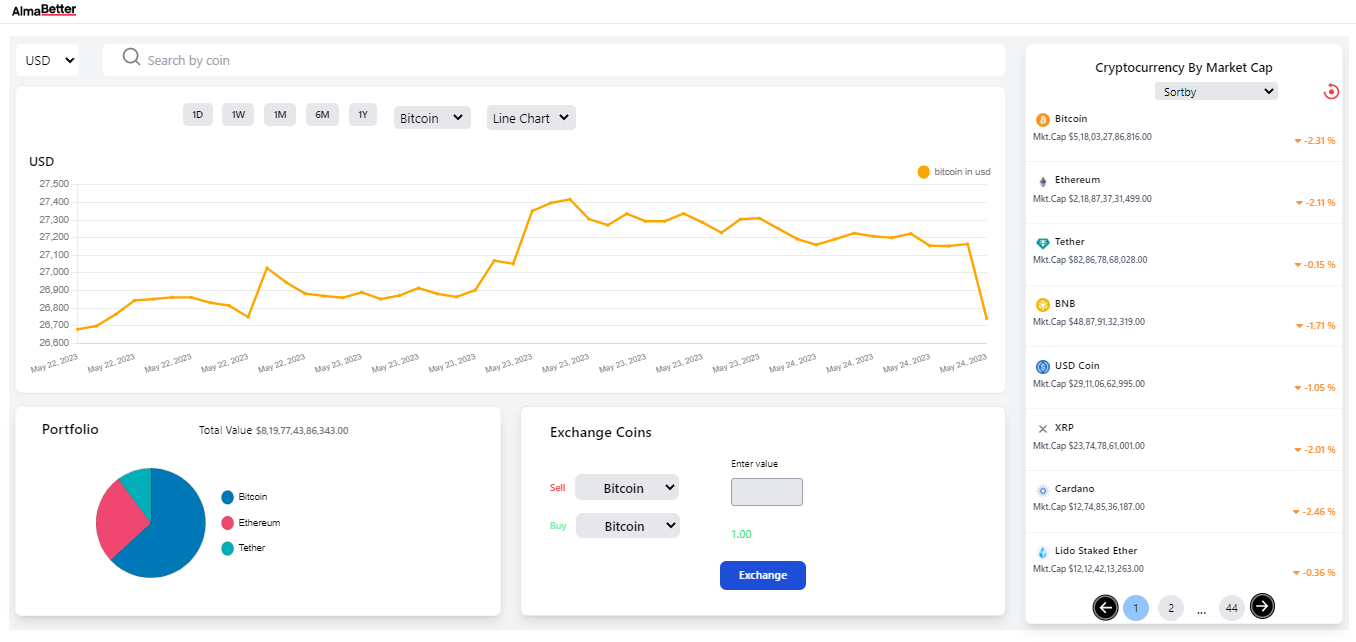 AlmaBetter
USD
Search by coin
1D 1W 1M 6M 1Y Bitcoin Line Chart
USD
bitcoin in usd
27,500
27,400
27,300
27,200
27,100
27,000
26,900
26,800
26,700
26,600
May 22, 2023 May 22, 2023 May 22, 2023 May 22, 2023 May 22, 2023 May 23, 2023 May 23, 2023 May 23, 2023 May 23, 2023 May 23, 2023 May 23, 2023 May 23, 2023 May 23, 2023 May 24, 2023 May 24, 2023 May 24, 2023 May 24, 2023
Portfolio Total Value $8,19,77,43,86,343.00
Bitcoin
Ethereum
Tether
Exchange Coins
Enter value
Sell Bitcoin
Buy Bitcoin
1.00
Exchange
Cryptocurrency By Market Cap
Sortby
Bitcoin
Mkt.Cap $5,18,03,27,86,816.00
-2.31 %
Ethereum
Mkt.Cap $2,18,87,37,31,499.00
-2.11 %
Tether
Mkt.Cap $82,86,78,68,028.00
-0.15 %
BNB
Mkt.Cap $48,87,91,32,319.00
-1.71 %
USD Coin
Mkt.Cap $29,11,06,62,995.00
-1.05 %
XRP
Mkt.Cap $23,74,78,61,001.00
-2.01 %
Cardano
Mkt.Cap $12,74,85,36,187.00
-2.46 %
Lido Staked Ether
Mkt.Cap $12,12,42,13,263.00
-0.36 %
1 2 ... 44